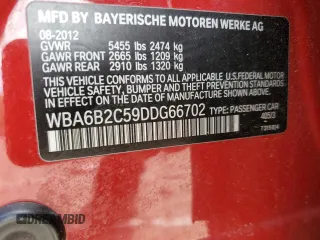 MFD BY BAYERISCHE MOTOREN WERKE AG
08-2012
GVWR 5455 lbs 2474 kg
GAWR FRONT 2665 lbs 1209 kg
GAWR REAR 2910 lbs 1320 kg
THIS VEHICLE CONFORMS TO ALL APPLICABLE U.S. FEDERAL MOTOR VEHICLE SAFETY, BUMPER, AND THEFT PREVENTION STANDARDS IN EFFECT ON THE DATE OF MANUFACTURE SHOWN ABOVE.
WBA6B2C59DDG66702 TYPE: PASSENGER CAR
DREAMBID